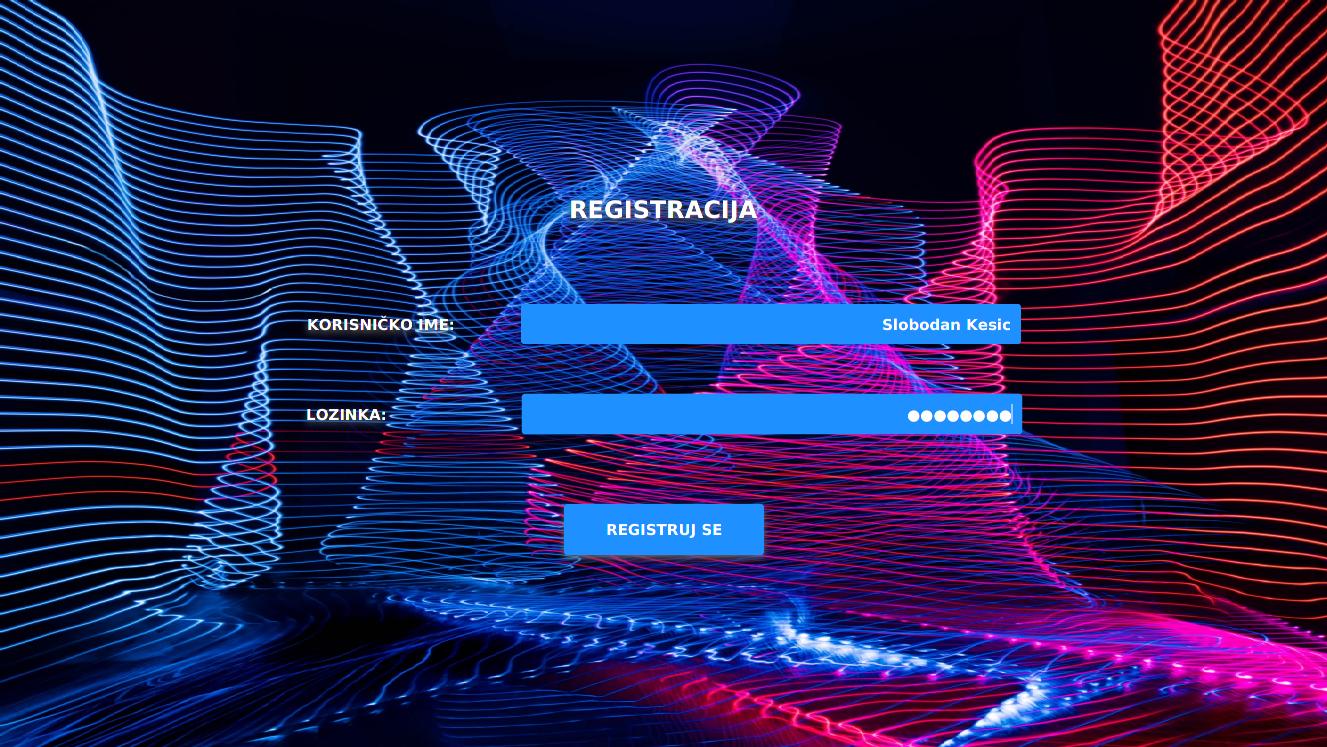 REGISTRACIJA
KORISNIČKO IME: Slobodan Kesic
LOZINKA: ●●●●●●●●
REGISTRUJ SE